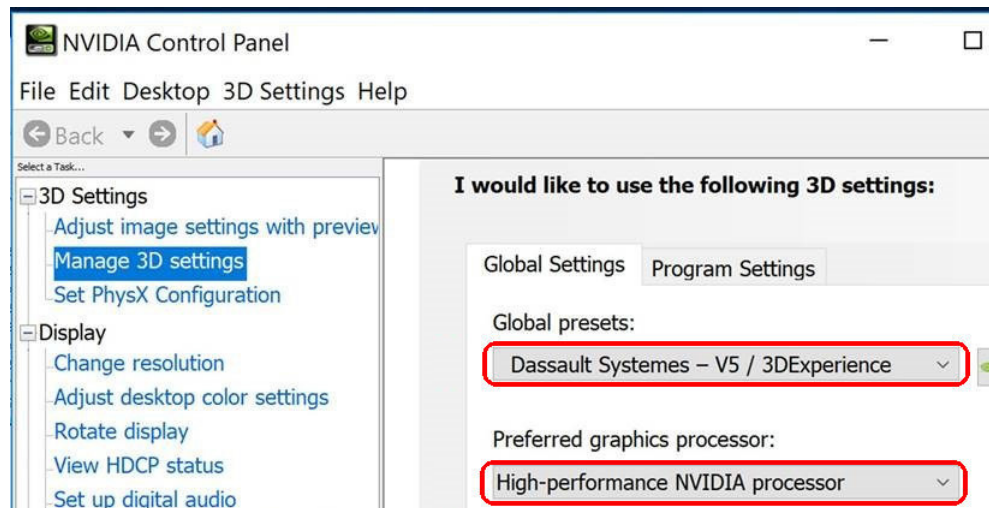 NVIDIA Control Panel
File Edit Desktop 3D Settings Help
Back
Select a Task...
3D Settings
Adjust image settings with preview
Manage 3D settings
Set PhysX Configuration
Display
Change resolution
Adjust desktop color settings
Rotate display
View HDCP status
Set up digital audio
I would like to use the following 3D settings:
Global Settings Program Settings
Global presets:
Dassault Systemes – V5 / 3DExperience
Preferred graphics processor:
High-performance NVIDIA processor